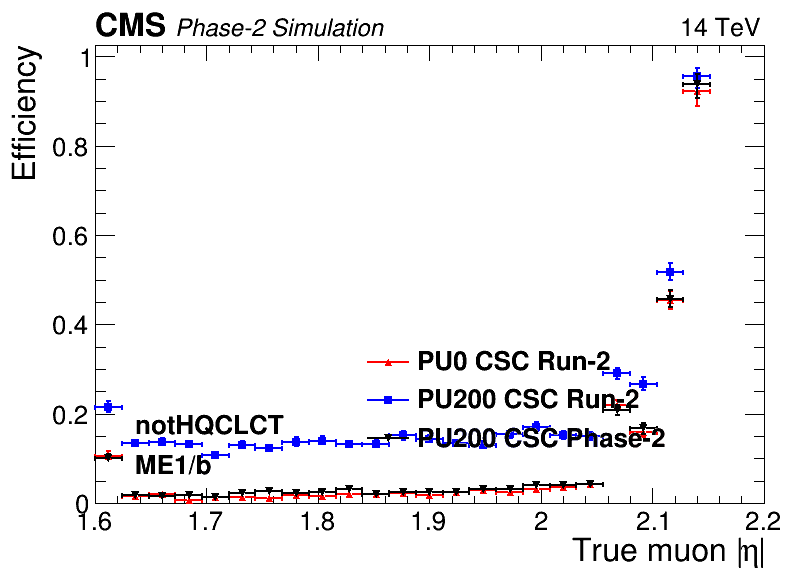 CMS Phase-2 Simulation 14 TeV
Efficiency
1
0.8
0.6
0.4
PU0 CSC Run-2
PU200 CSC Run-2
0.2
notHQCLCT
PU200 CSC Phase-2
ME1/b
0
1.6 1.7 1.8 1.9 2 2.1 2.2
True muon |η|